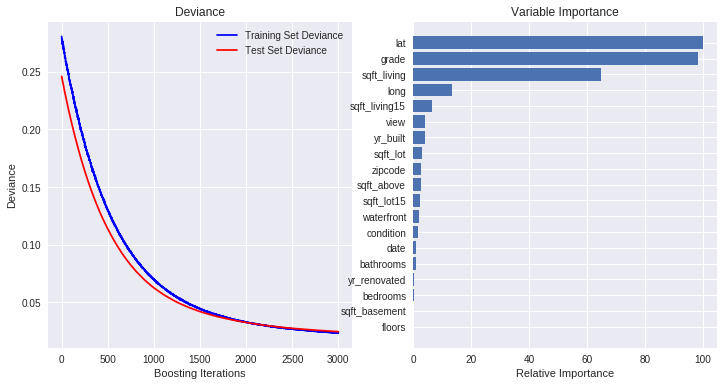 Deviance
Training Set Deviance
Test Set Deviance
0.25
0.20
0.15
0.10
0.05
Deviance
0 500 1000 1500 2000 2500 3000
Boosting Iterations
Variable Importance
lat
grade
sqft_living
long
sqft_living15
view
yr_built
sqft_lot
zipcode
sqft_above
sqft_lot15
waterfront
condition
date
bathrooms
yr_renovated
bedrooms
sqft_basement
floors
0 20 40 60 80 100
Relative Importance